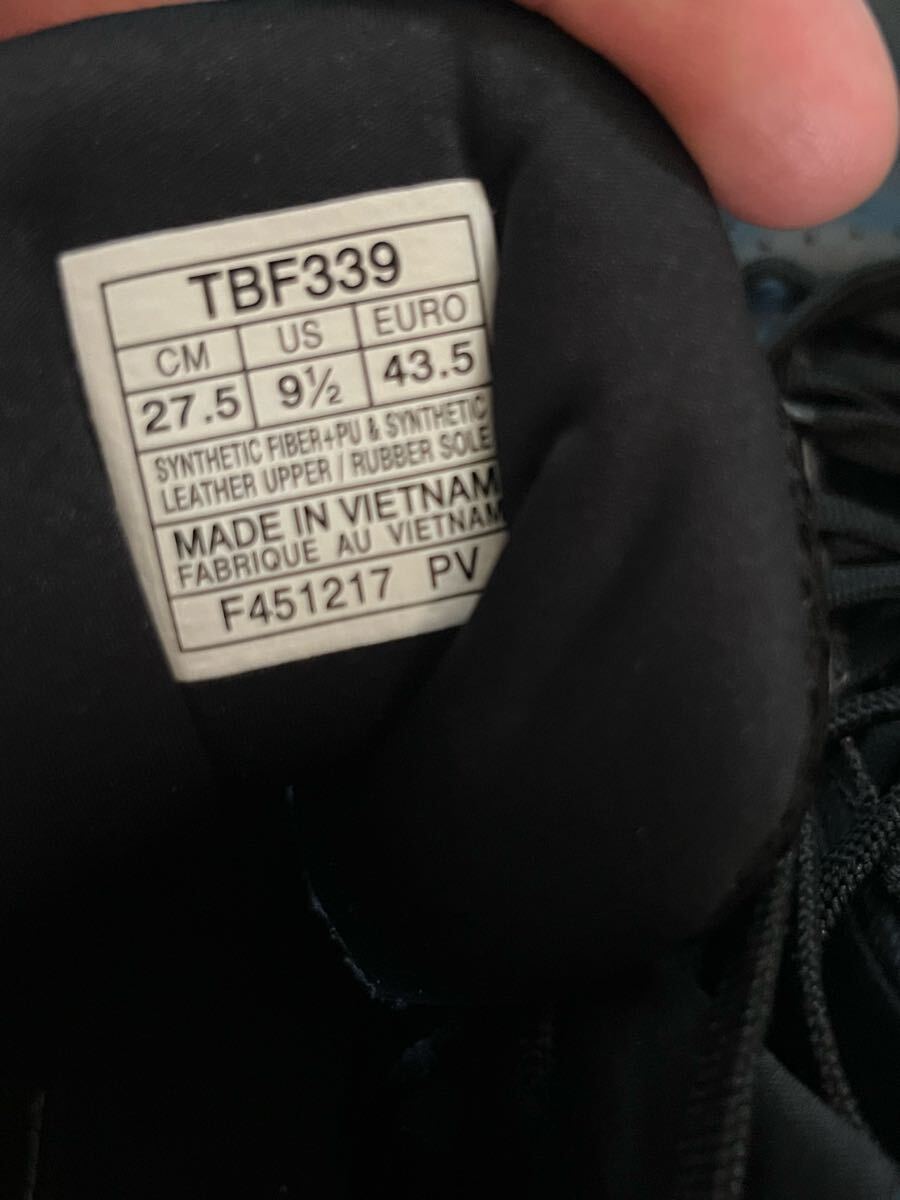 TBF339
CM US EURO
27.5 9½ 43.5
SYNTHETIC FIBER+PU & SYNTHETIC
LEATHER UPPER / RUBBER SOLE
MADE IN VIETNAM
FABRIQUE AU VIETNAM
F451217 PV